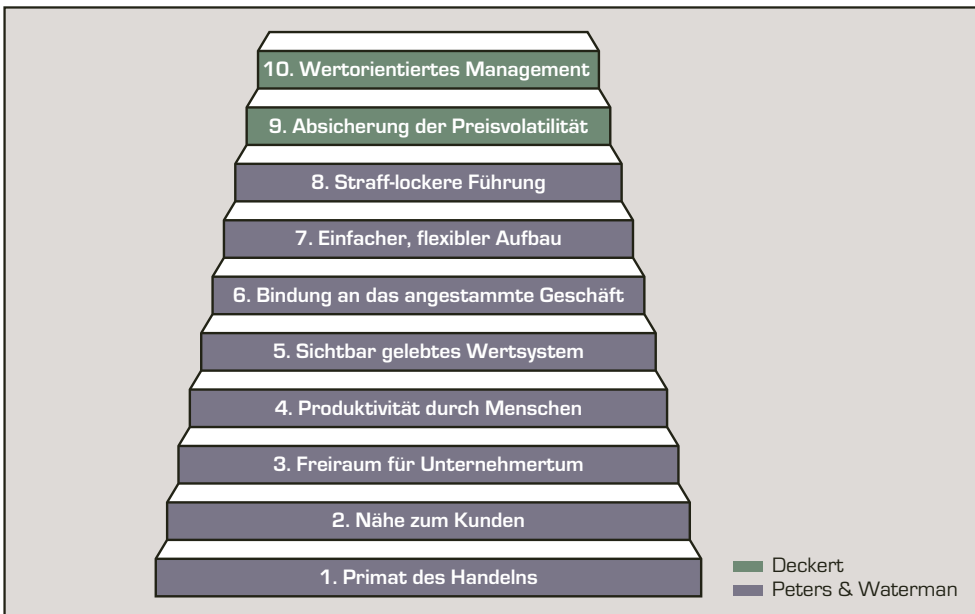 10. Wertorientiertes Management
9. Absicherung der Preisvolatilität
8. Straff-lockere Führung
7. Einfacher, flexibler Aufbau
6. Bindung an das angestammte Geschäft
5. Sichtbar gelebtes Wertsystem
4. Produktivität durch Menschen
3. Freiraum für Unternehmertum
2. Nähe zum Kunden
1. Primat des Handelns
Deckert
Peters & Waterman